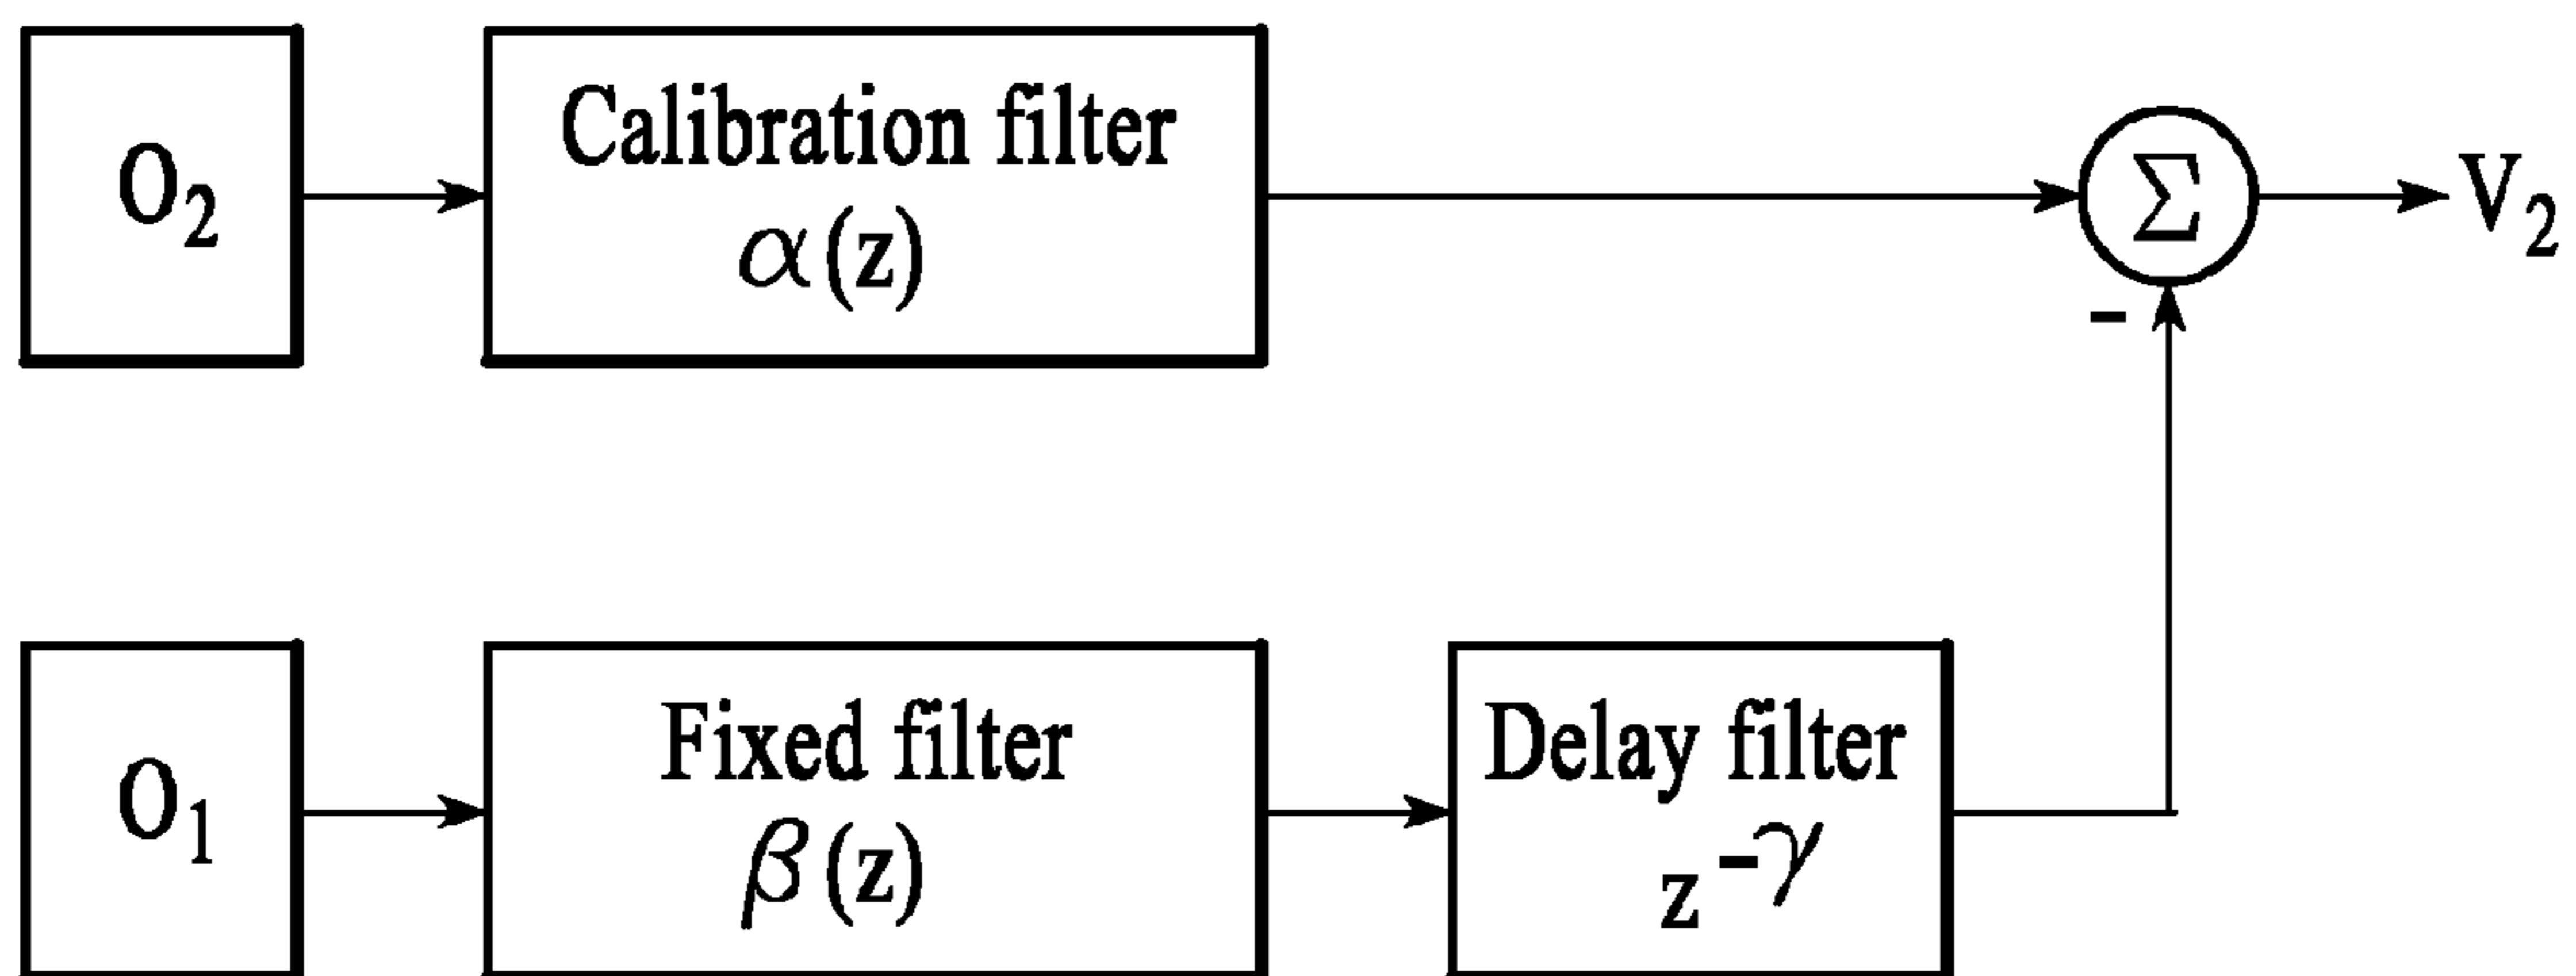 O₂
Calibration filter
α(z)
Σ
V₂
-
O₁
Fixed filter
β(z)
Delay filter
z⁻ᵞ